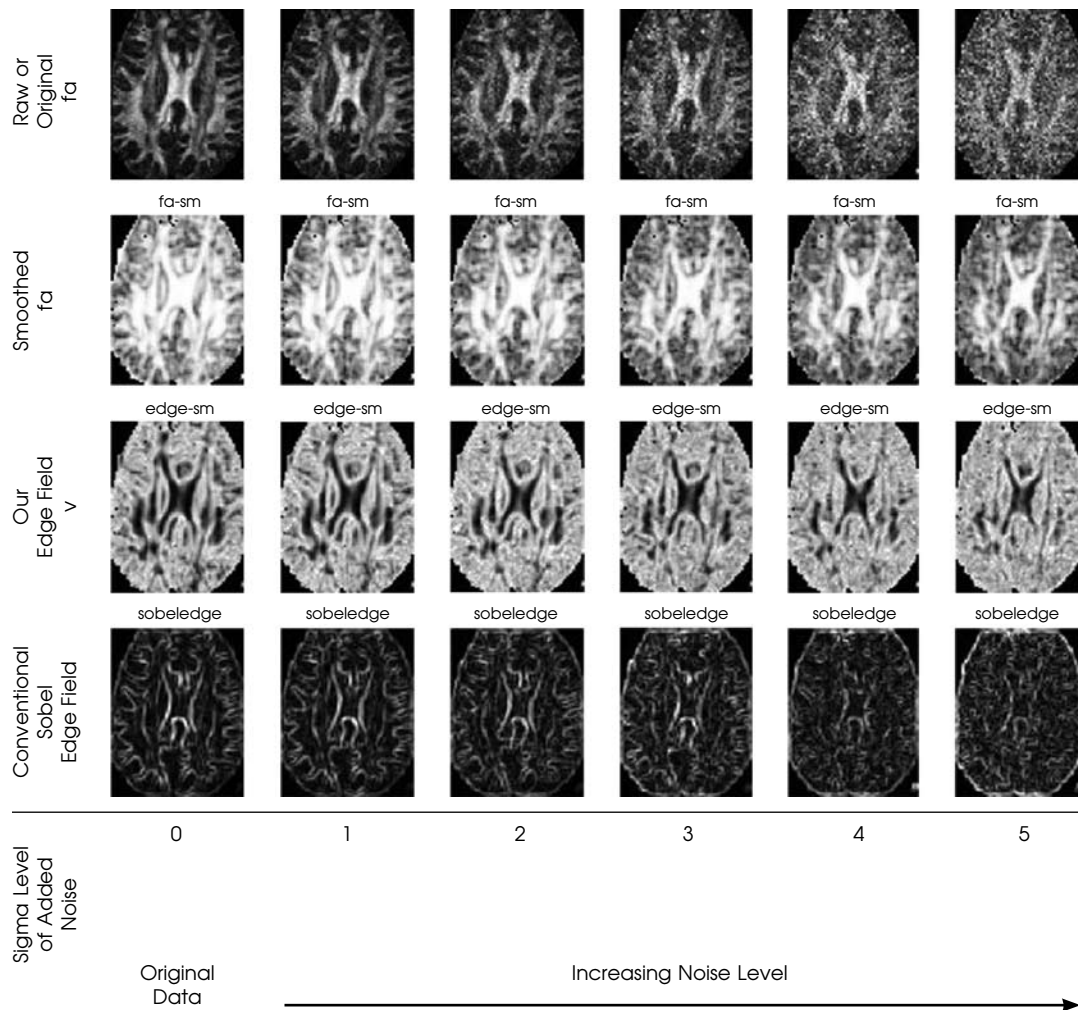 Raw or
Original
fa
fa-sm fa-sm fa-sm fa-sm fa-sm fa-sm
Smoothed
fa
edge-sm edge-sm edge-sm edge-sm edge-sm edge-sm
Our
Edge Field
v
sobeledge sobeledge sobeledge sobeledge sobeledge sobeledge
Conventional
Sobel
Edge Field
0 1 2 3 4 5
Sigma Level
of Added
Noise
Original
Data
Increasing Noise Level